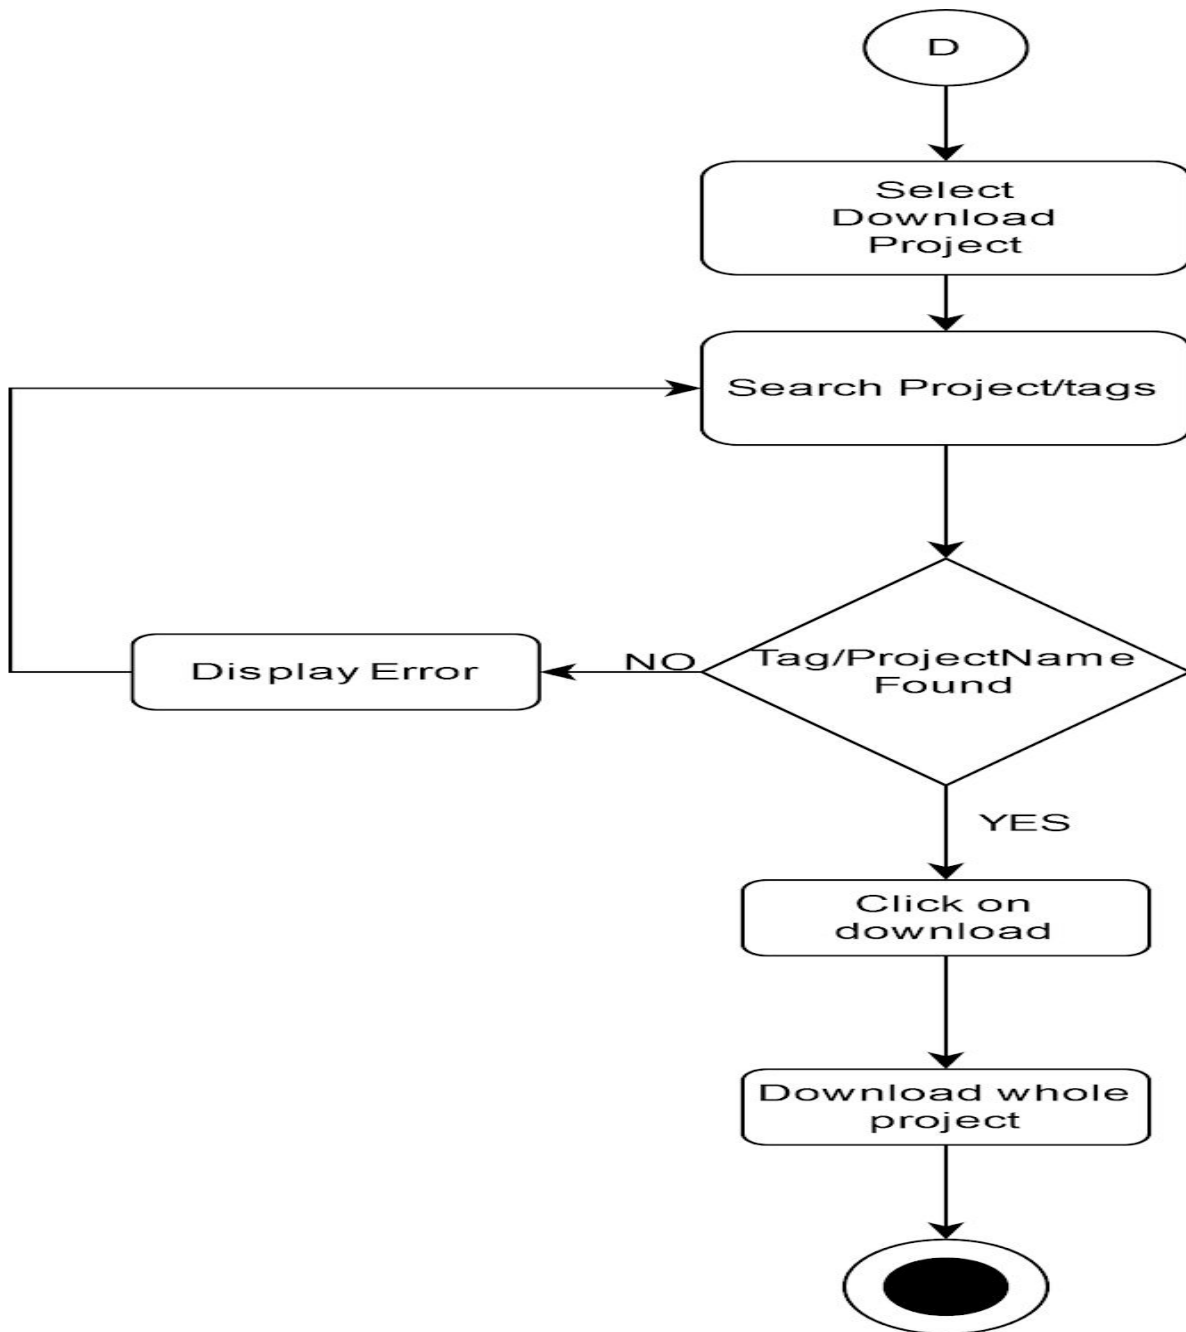 D
Select
Download
Project
Search Project/tags
Tag/ProjectName
Found
NO
Display Error
YES
Click on
download
Download whole
project